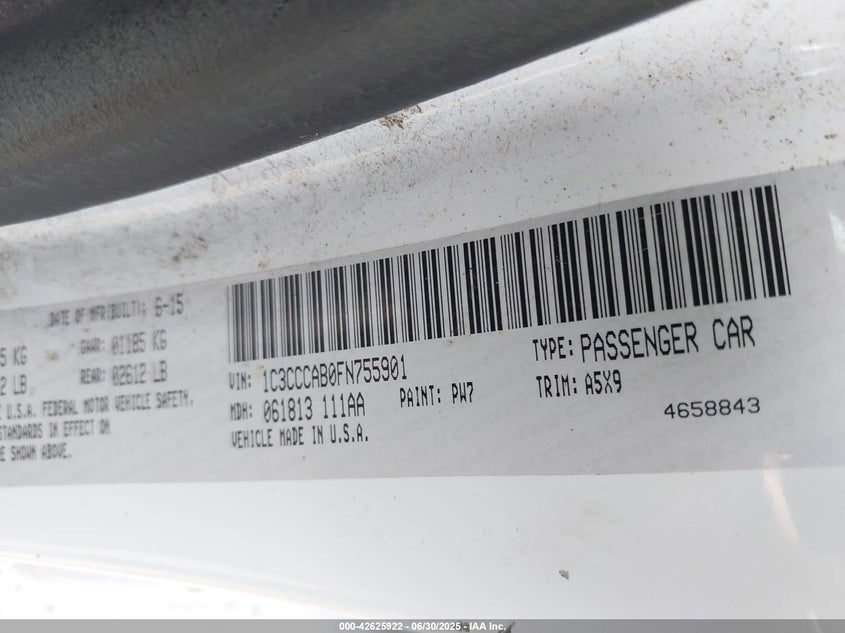 DATE OF MFR(BUILT): 6-15
5 KG GAWR: 01185 KG
2 LB REAR: 02612 LB
E U.S.A. FEDERAL MOTOR VEHICLE SAFETY.
STANDARDS IN EFFECT ON
E SHOWN ABOVE.
VIN: 1C3CCCAB0FN755901
TYPE: PASSENGER CAR
MDH: 061813 111AA PAINT: PW7 TRIM: A5X9
VEHICLE MADE IN U.S.A.
4658843
000-42625922 - 06/30/2025 - IAA Inc.